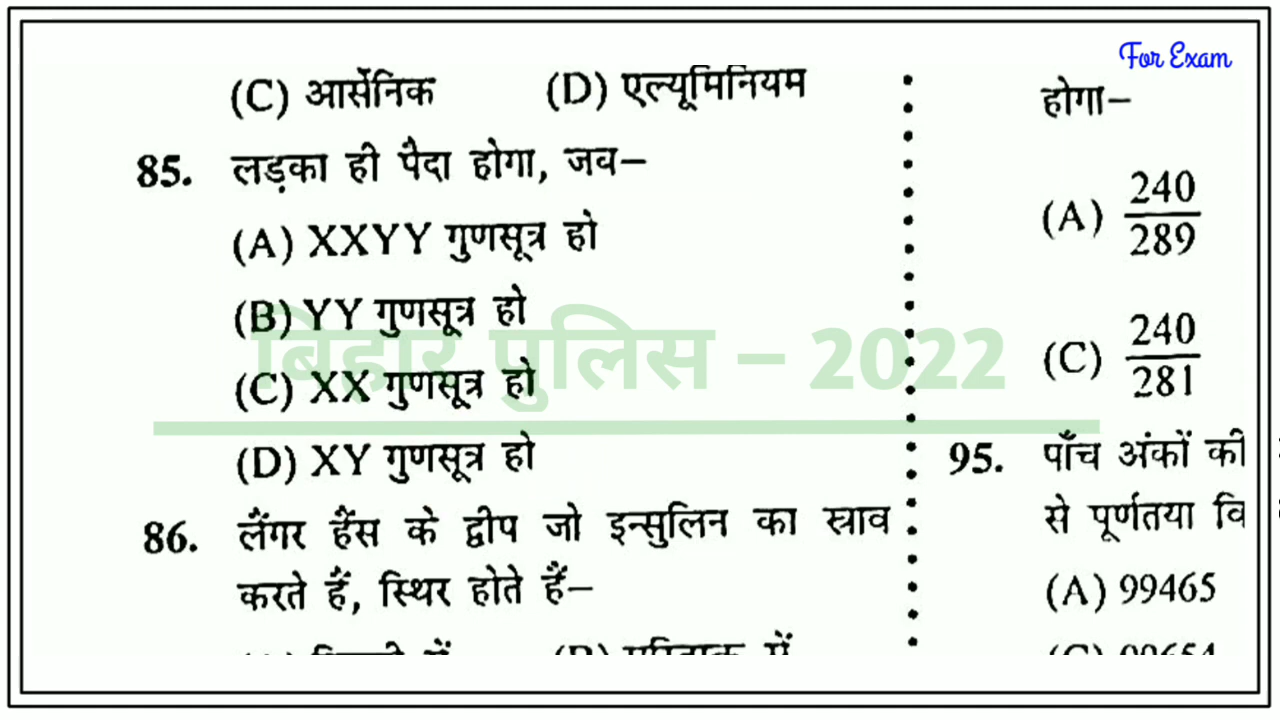 For Exam
(C) आर्सेनिक (D) एल्यूमिनियम
85. लड़का ही पैदा होगा, जव–
(A) XXYY गुणसूत्र हो
(B) YY गुणसूत्र हो
(C) XX गुणसूत्र हो
(D) XY गुणसूत्र हो
86. लैंगर हैंस के द्वीप जो इन्सुलिन का स्राव
करते हैं, स्थिर होते हैं–
होगा–
(A) 240/289
(C) 240/281
95. पाँच अंकों की
से पूर्णतया वि
(A) 99465
बिहार पुलिस – 2022